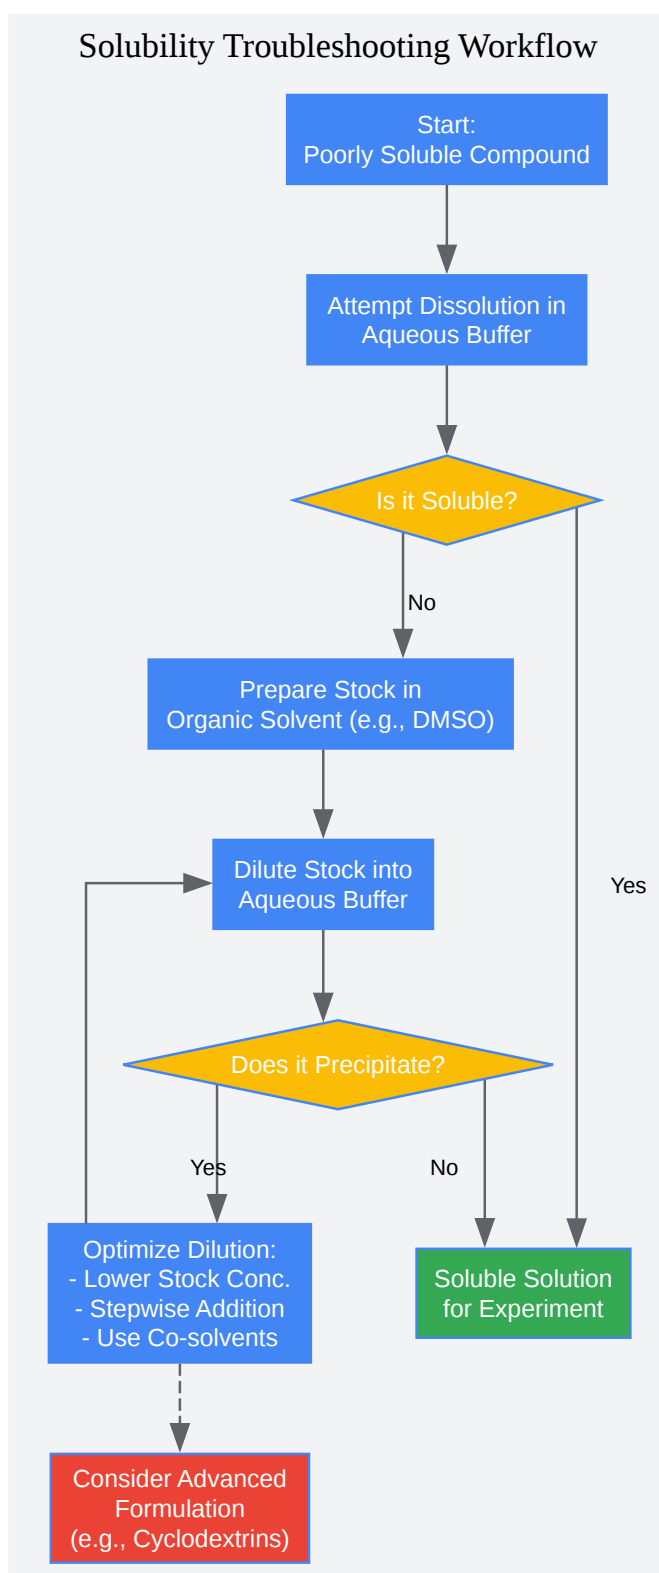 Solubility Troubleshooting Workflow
Start:
Poorly Soluble Compound
Attempt Dissolution in
Aqueous Buffer
Is it Soluble?
No
Prepare Stock in
Organic Solvent (e.g., DMSO)
Dilute Stock into
Aqueous Buffer
Yes
Does it Precipitate?
Yes
No
Optimize Dilution:
- Lower Stock Conc.
- Stepwise Addition
- Use Co-solvents
Soluble Solution
for Experiment
Consider Advanced
Formulation
(e.g., Cyclodextrins)